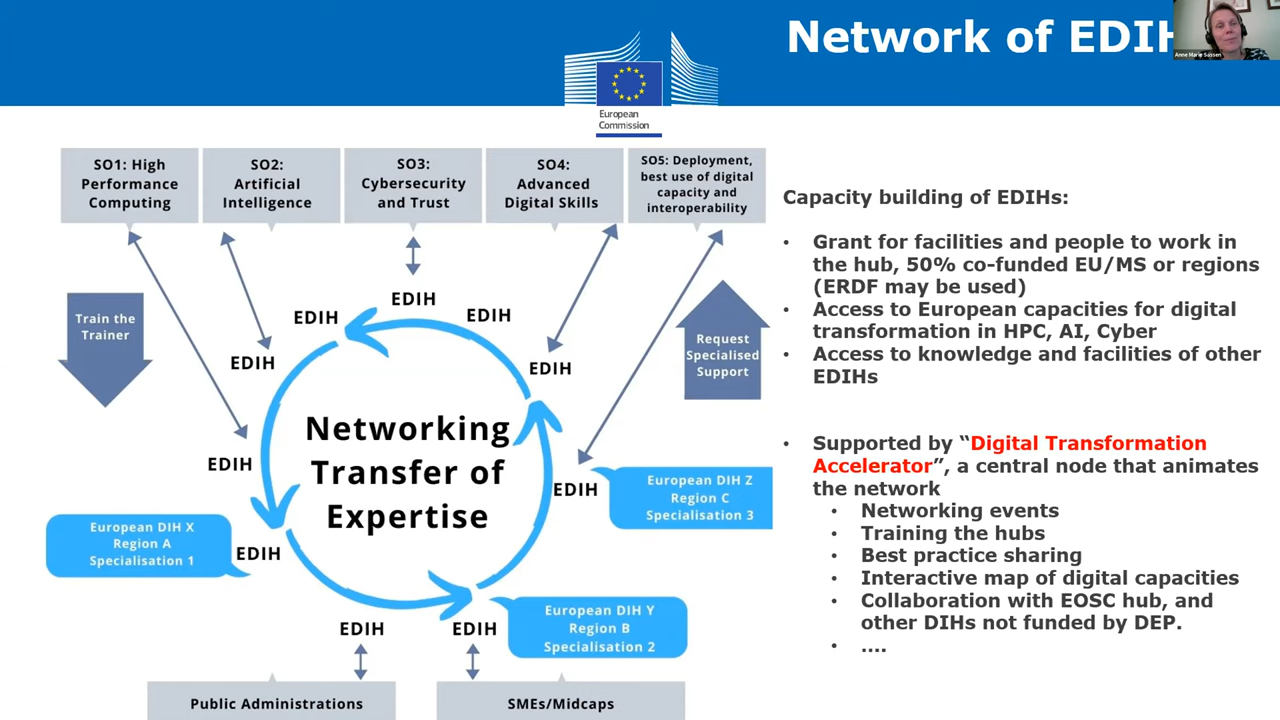 Network of EDIH
Anne Marie Sassen
European
Commission
SO1: High
Performance
Computing
SO2:
Artificial
Intelligence
SO3:
Cybersecurity
and Trust
SO4:
Advanced
Digital Skills
SO5: Deployment,
best use of digital
capacity and
interoperability
Train the
Trainer
Request
Specialised
Support
EDIH
EDIH
EDIH
EDIH
EDIH
EDIH
EDIH
EDIH
EDIH
EDIH
Networking
Transfer of
Expertise
European DIH X
Region A
Specialisation 1
European DIH Z
Region C
Specialisation 3
European DIH Y
Region B
Specialisation 2
Public Administrations
SMEs/Midcaps
Capacity building of EDIHs:
• Grant for facilities and people to work in
the hub, 50% co-funded EU/MS or regions
(ERDF may be used)
• Access to European capacities for digital
transformation in HPC, AI, Cyber
• Access to knowledge and facilities of other
EDIHs
• Supported by “Digital Transformation
Accelerator”, a central node that animates
the network
• Networking events
• Training the hubs
• Best practice sharing
• Interactive map of digital capacities
• Collaboration with EOSC hub, and
other DIHs not funded by DEP.
• ....